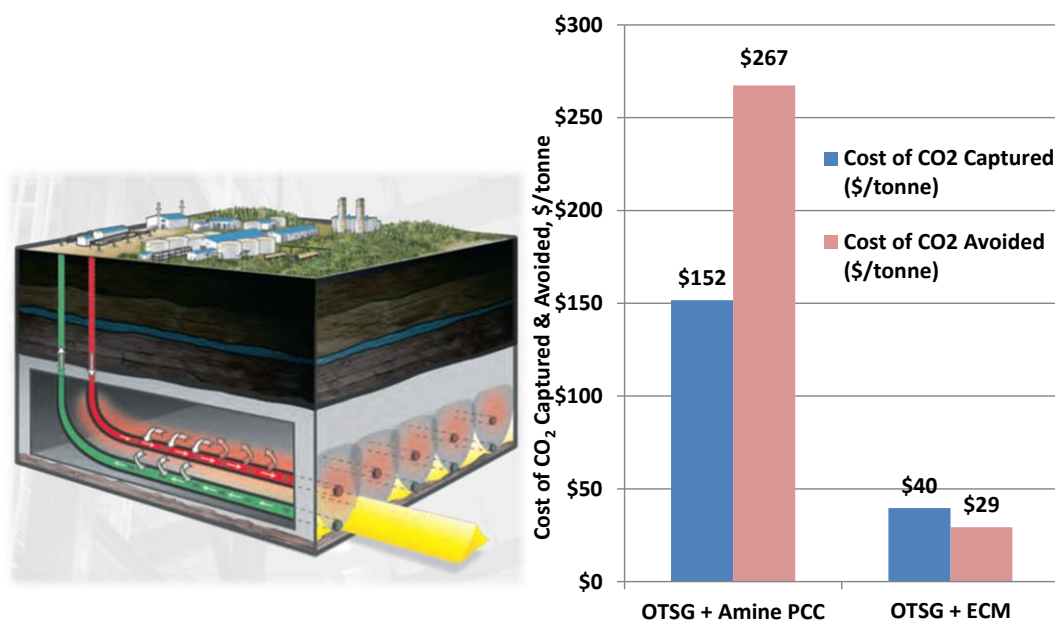 $300
$250
$200
$150
$100
$50
$0
Cost of CO2 Captured & Avoided, $/tonne
$267
$152
$40
$29
Cost of CO2 Captured
($/tonne)
Cost of CO2 Avoided
($/tonne)
OTSG + Amine PCC
OTSG + ECM